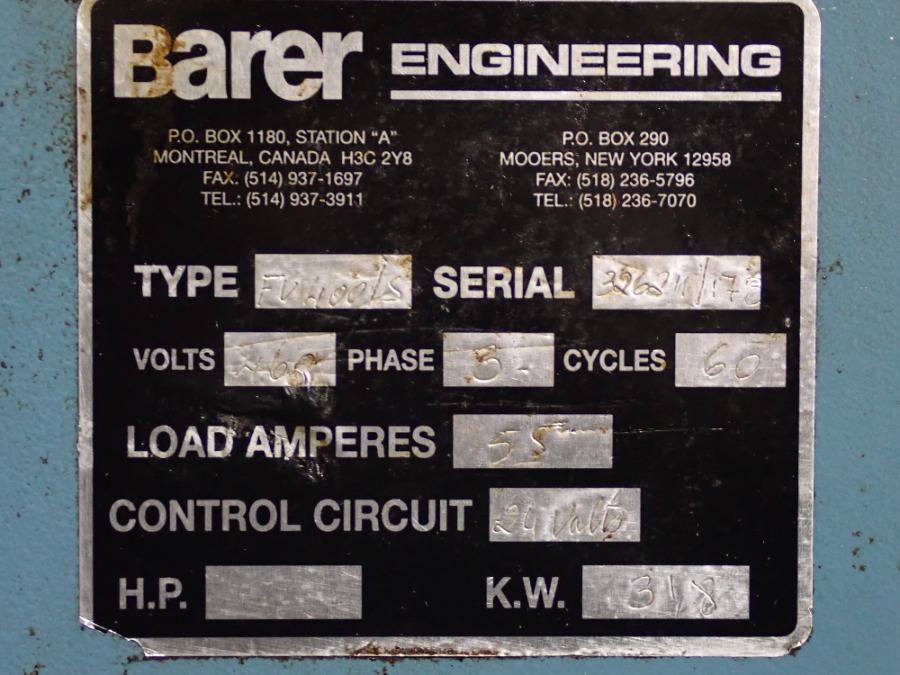 Barer ENGINEERING
P.O. BOX 1180, STATION "A"
MONTREAL, CANADA H3C 2Y8
FAX: (514) 937-1697
TEL.: (514) 937-3911
P.O. BOX 290
MOOERS, NEW YORK 12958
FAX: (518) 236-5796
TEL.: (518) 236-7070
TYPE SERIAL
VOLTS 460 PHASE 3 CYCLES 60
LOAD AMPERES 55
CONTROL CIRCUIT 24 Volts
H.P. K.W.